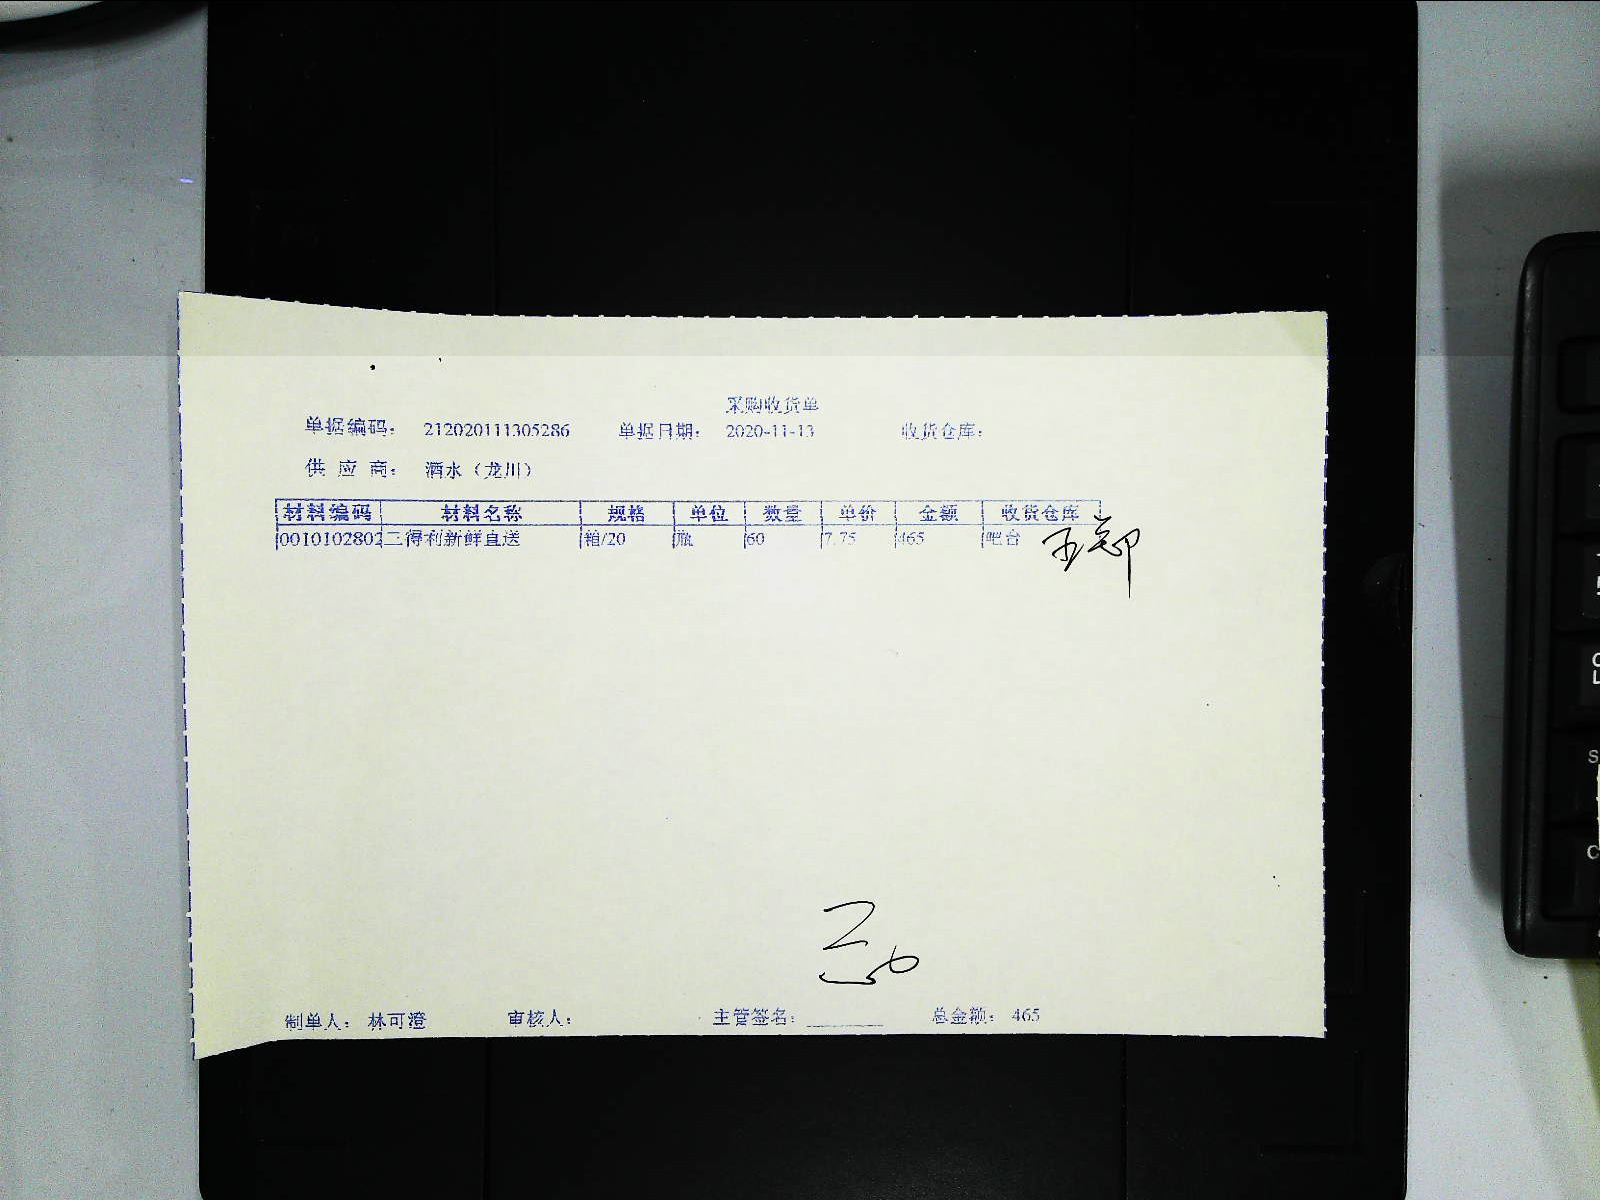 采购收货单
单据编码： 212020111305286 单据日期： 2020-11-13 收货仓库：
供 应 商： 酒水（龙川）
材料编码 材料名称 规格 单位 数量 单价 金额 收货仓库
0010102802 三得利新鲜直送 箱/20 瓶 60 7.75 465 吧台
制单人： 林可澄 审核人： 主管签名： 总金额： 465